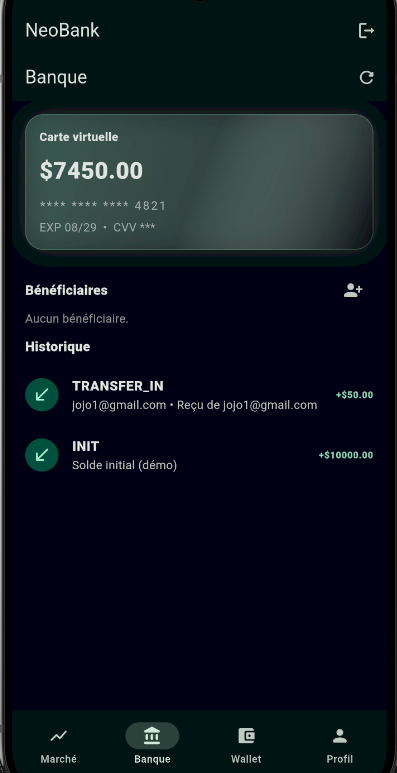 NeoBank
Banque
Carte virtuelle
$7450.00
**** **** **** 4821
EXP 08/29 • CVV ***
Bénéficiaires
Aucun bénéficiaire.
Historique
TRANSFER_IN
jojo1@gmail.com • Reçu de jojo1@gmail.com
+$50.00
INIT
Solde initial (démo)
+$10000.00
Marché
Banque
Wallet
Profil